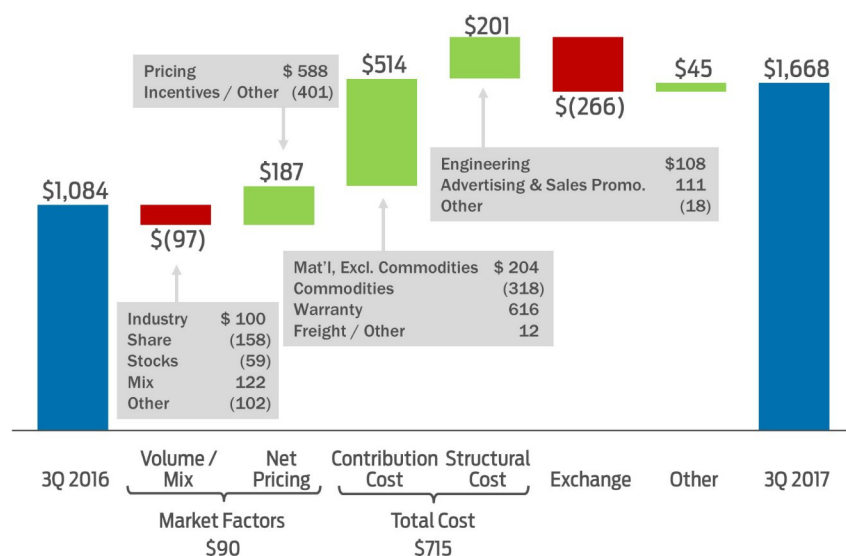 $201
Pricing $ 588
Incentives / Other (401)
$514
$(266)
$45
$1,668
Engineering $108
Advertising & Sales Promo. 111
Other (18)
$187
$1,084
$(97)
Mat'l, Excl. Commodities $ 204
Commodities (318)
Warranty 616
Freight / Other 12
Industry $ 100
Share (158)
Stocks (59)
Mix 122
Other (102)
3Q 2016
Volume /
Mix
Net
Pricing
Contribution
Cost
Structural
Cost
Exchange
Other
3Q 2017
Market Factors
$90
Total Cost
$715